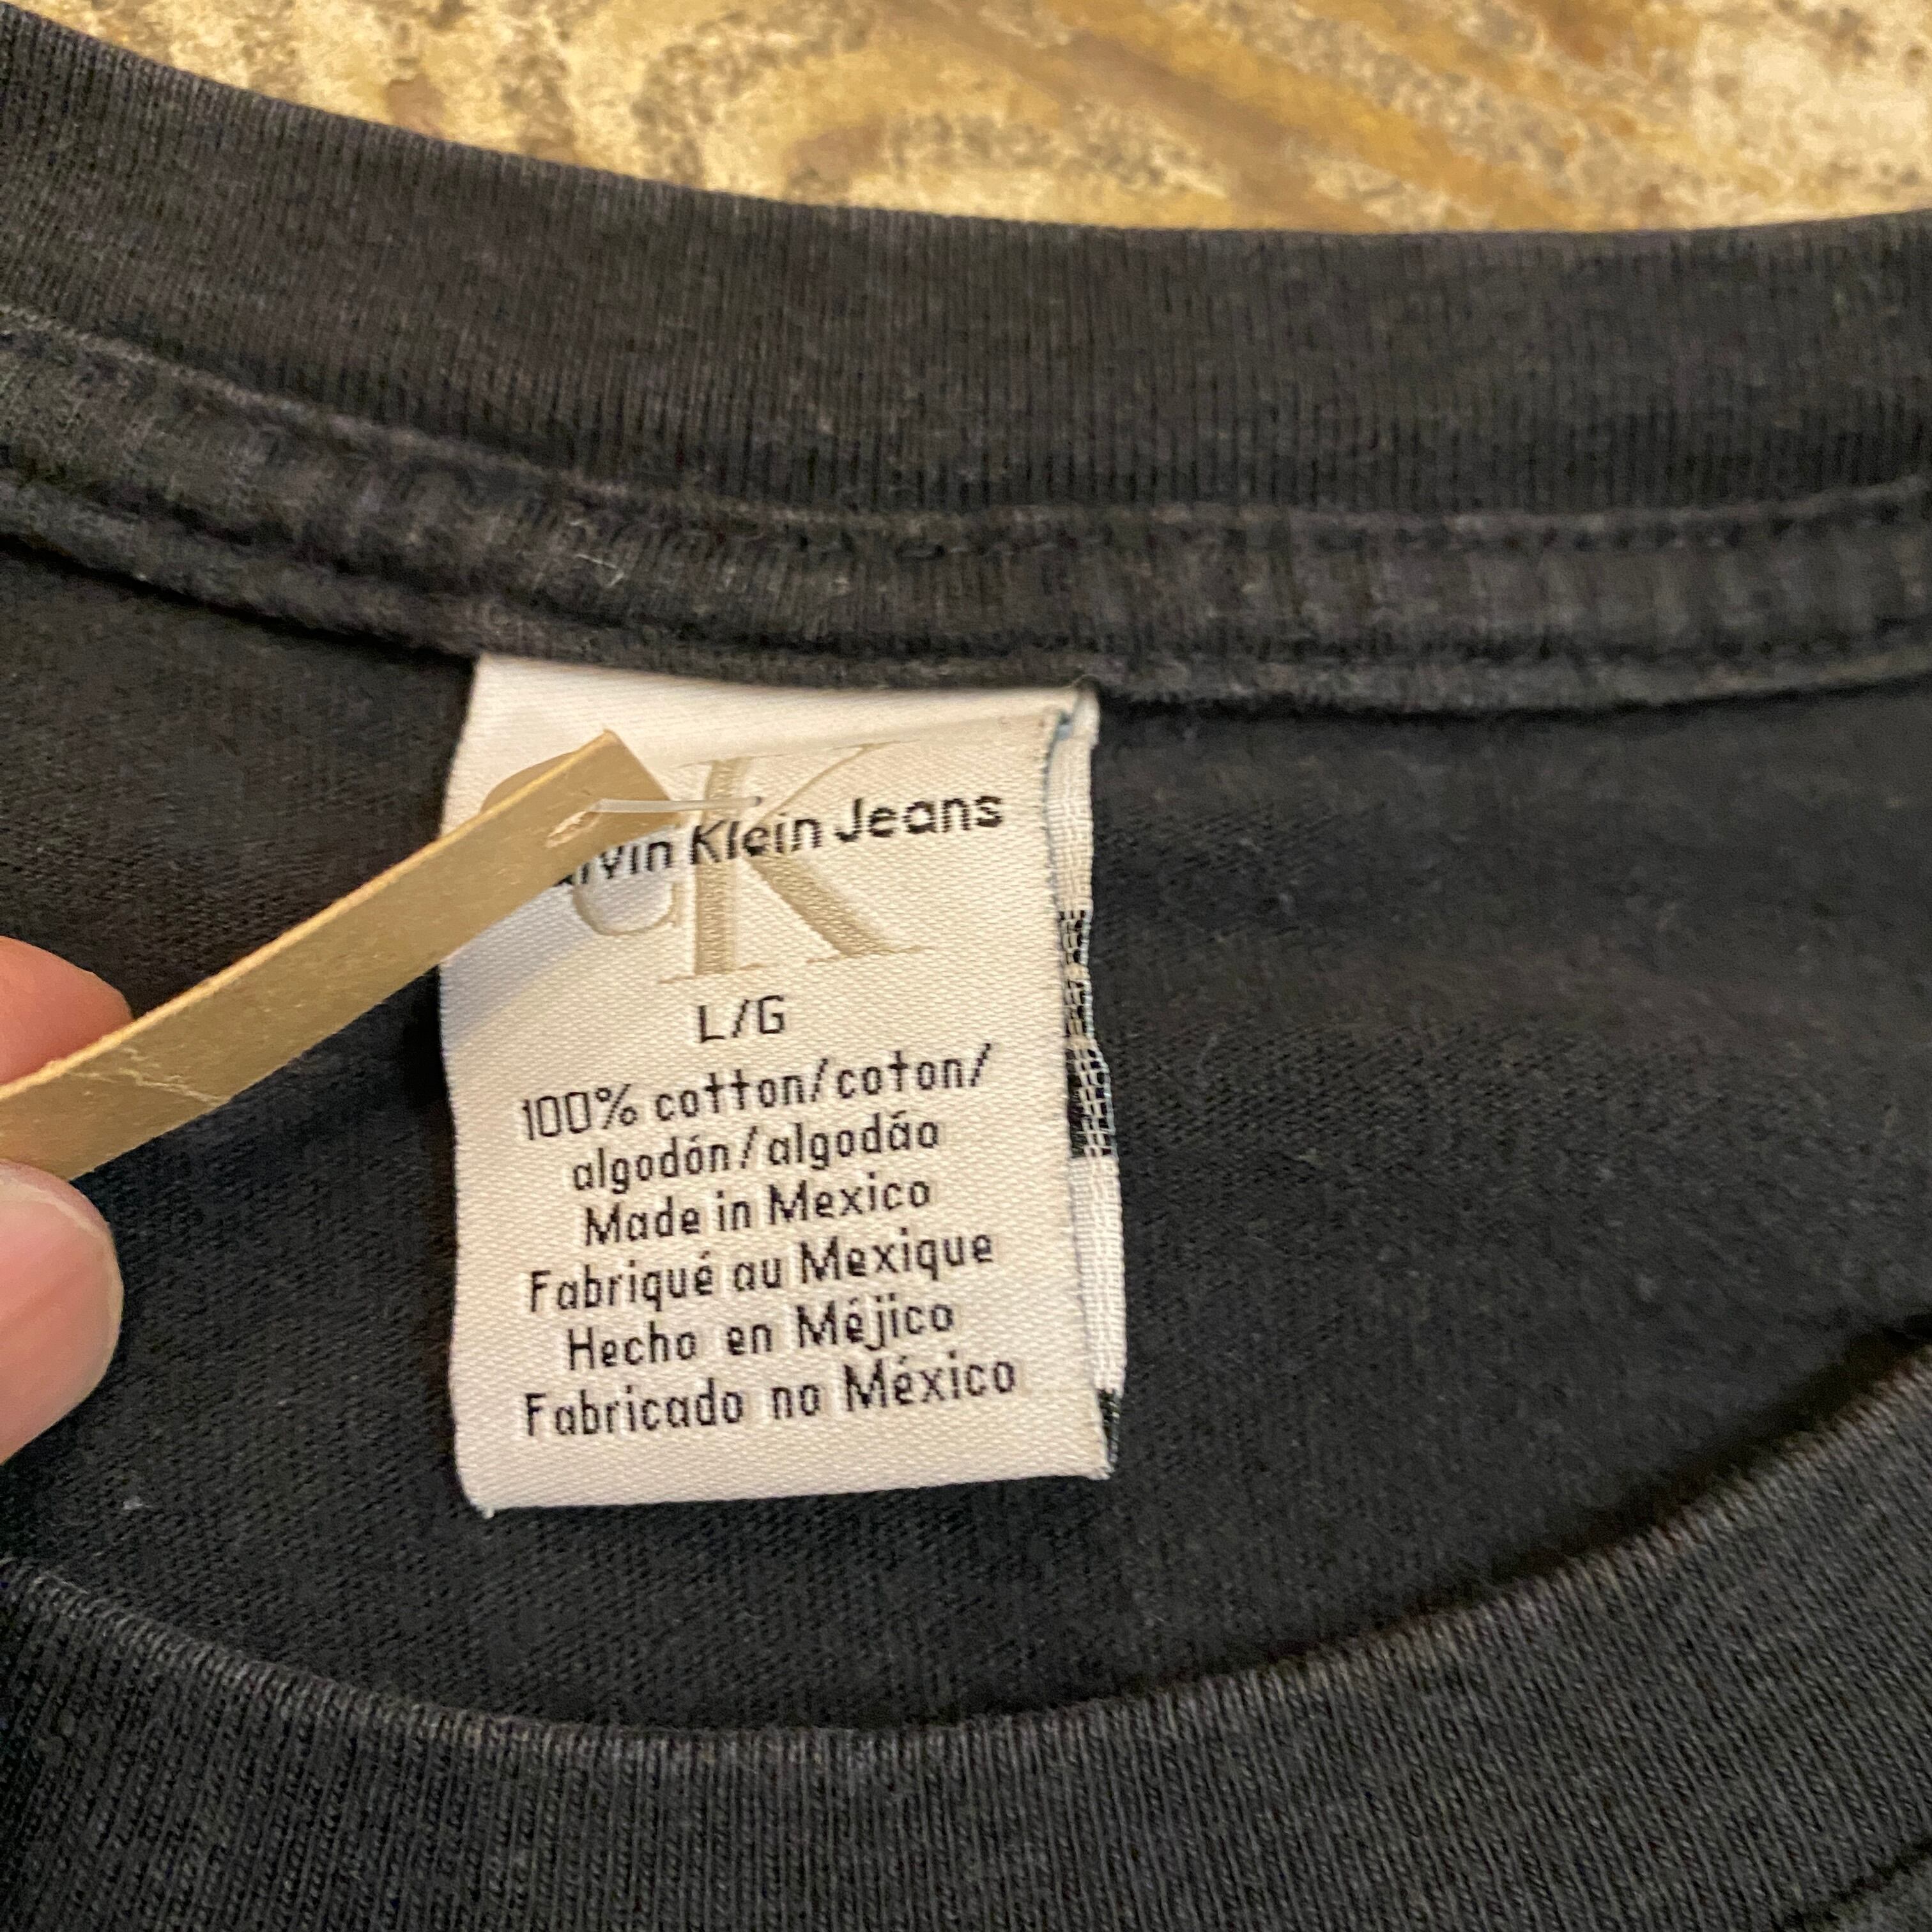 cK
Klein Jeans
L/G
100% cotton/coton/
algodón/algodão
Made in Mexico
Fabriqué au Mexique
Hecho en Méjico
Fabricado no México